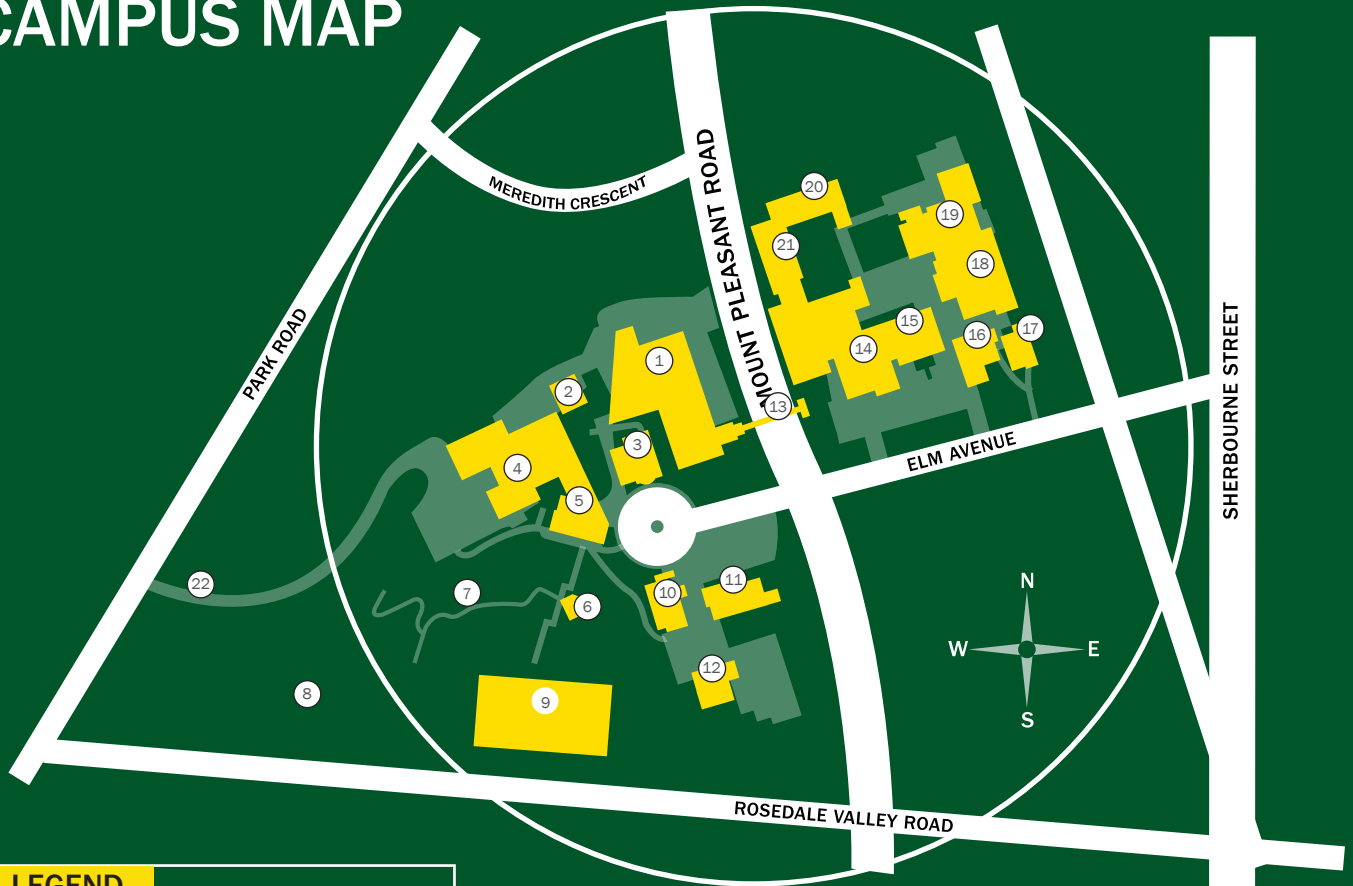 CAMPUS MAP
MEREDITH CRESCENT
MOUNT PLEASANT ROAD
PARK ROAD
SHERBOURNE STREET
20
19
21
18
15
17
16
14
1
2
13
3
ELM AVENUE
4
5
22
7
6
10
11
12
8
9
N
W
E
S
ROSEDALE VALLEY ROAD
LEGEND